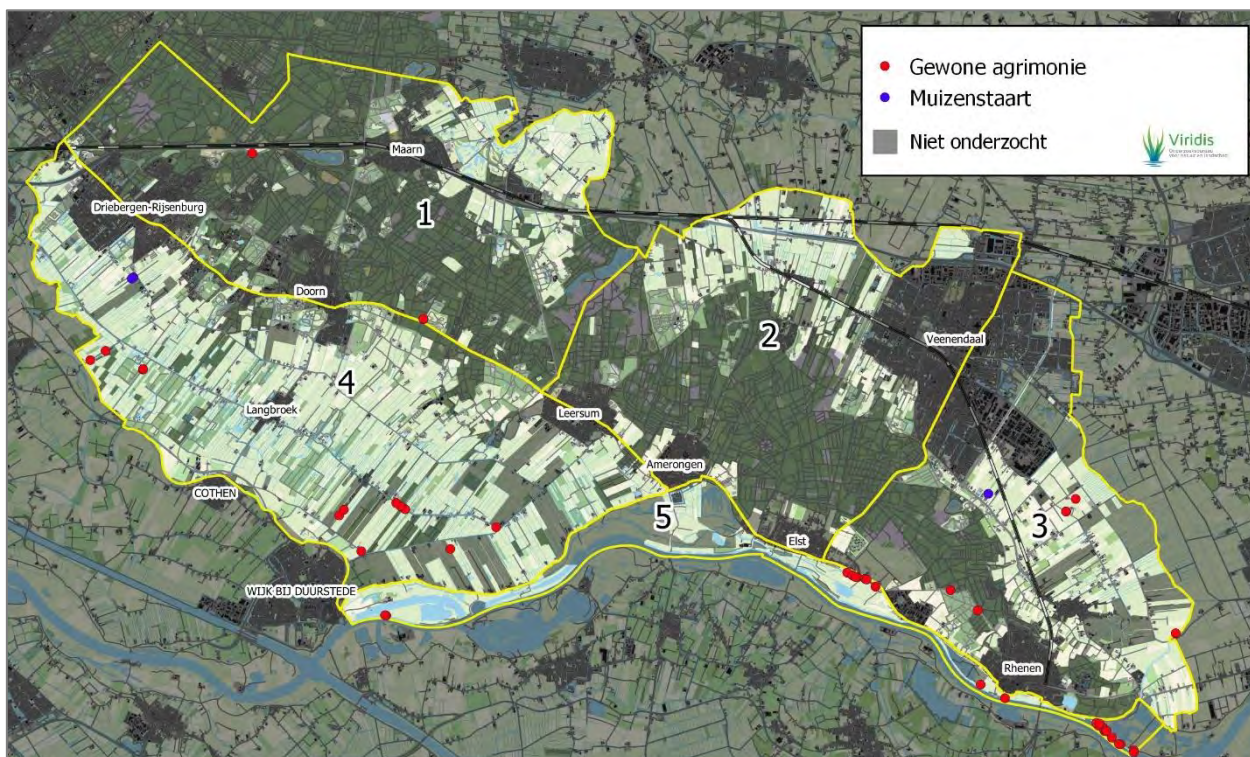 Gewone agrimonie
Muizenstaart
Niet onderzocht
Viridis
Maarn
1
Driebergen-Rijsenburg
Doorn
2
Veenendaal
4
Langbroek
Leersum
Amerongen
COTHEN
5
Elst
3
WIJK BIJ DUURSTEDE
Rhenen